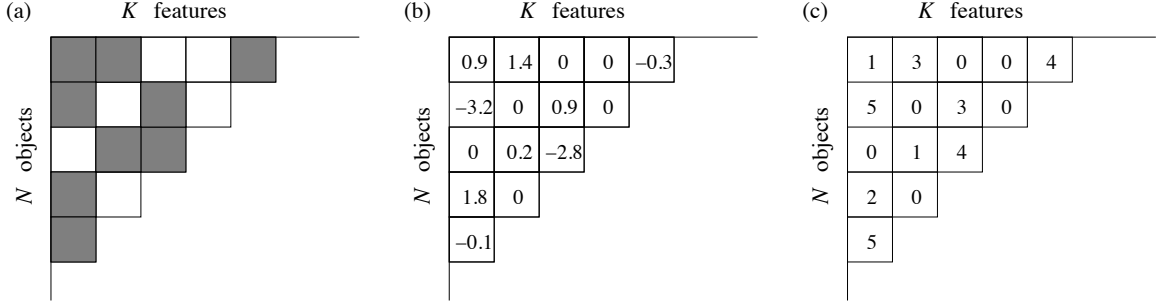 (a) K features
N objects
(b) K features
N objects
0.9 1.4 0 0 –0.3
–3.2 0 0.9 0
0 0.2 –2.8
1.8 0
–0.1
(c) K features
N objects
1 3 0 0 4
5 0 3 0
0 1 4
2 0
5